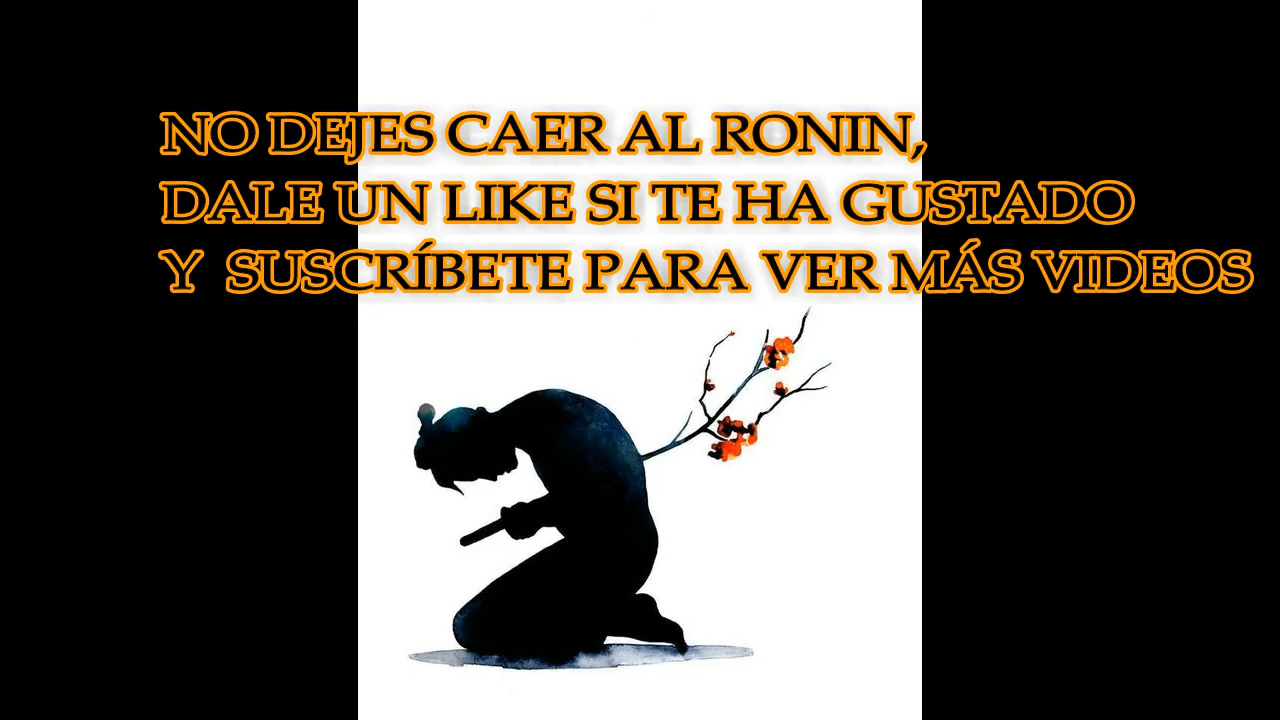 NO DEJES CAER AL RONIN,
DALE UN LIKE SI TE HA GUSTADO
Y SUSCRÍBETE PARA VER MÁS VIDEOS